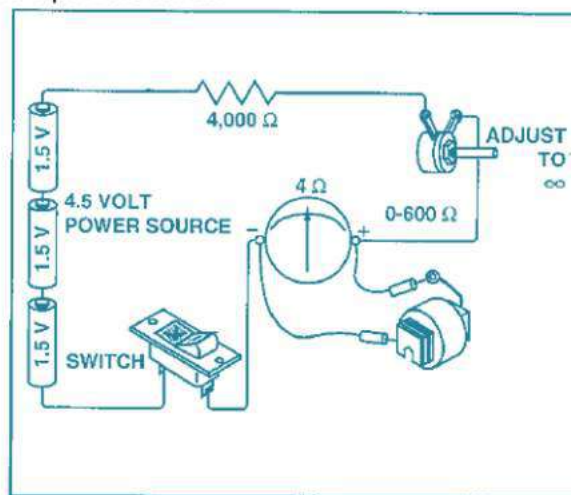 1.5 V
1.5 V
1.5 V
4.5 VOLT
POWER SOURCE
4,000 Ω
ADJUST
TO
∞
0-600 Ω
4 Ω
-
+
SWITCH